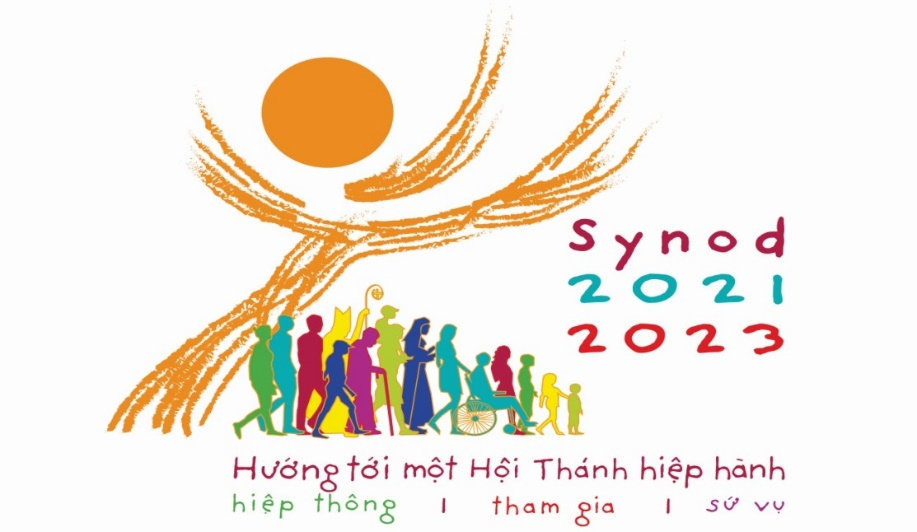 Synod
2021
2023
Hướng tới một Hội Thánh hiệp hành
hiệp thông | tham gia | sứ vụ